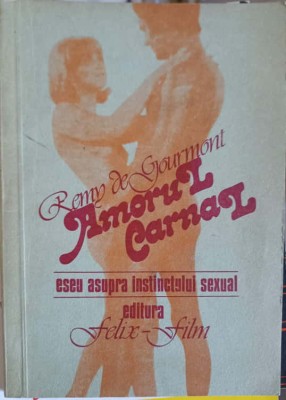 Remy de Gourmont
Amorul
Carnal
eseu asupra instinctului sexual
editura
Felix-Film